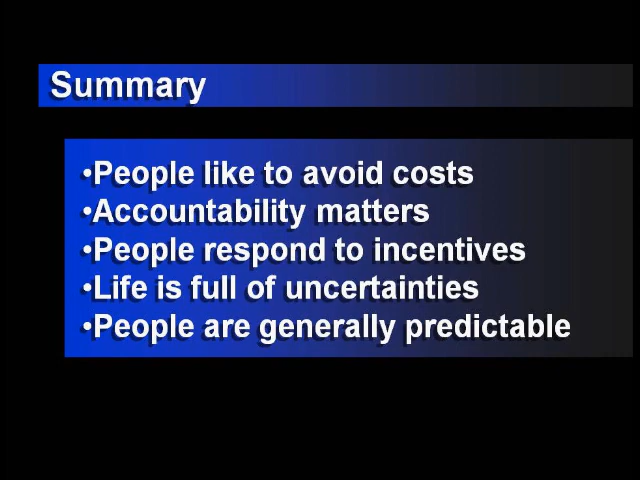 Summary
•People like to avoid costs
•Accountability matters
•People respond to incentives
•Life is full of uncertainties
•People are generally predictable